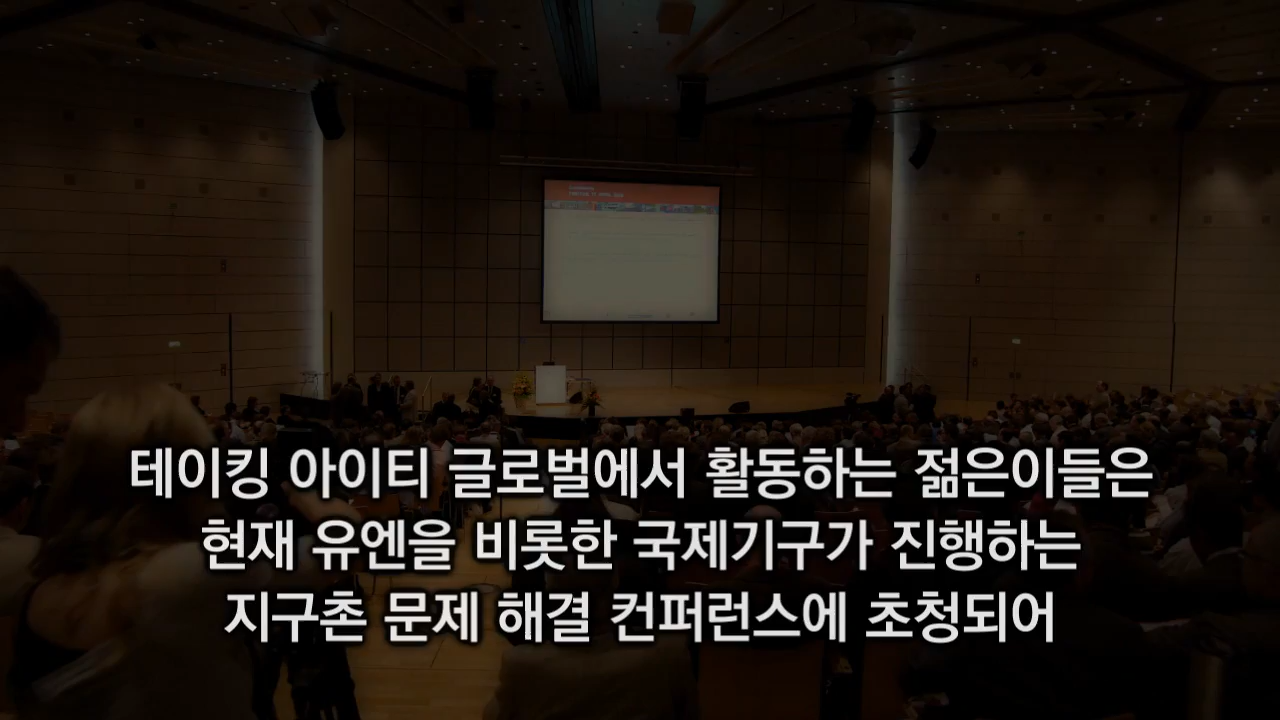 테이킹 아이티 글로벌에서 활동하는 젊은이들은
현재 유엔을 비롯한 국제기구가 진행하는
지구촌 문제 해결 컨퍼런스에 초청되어